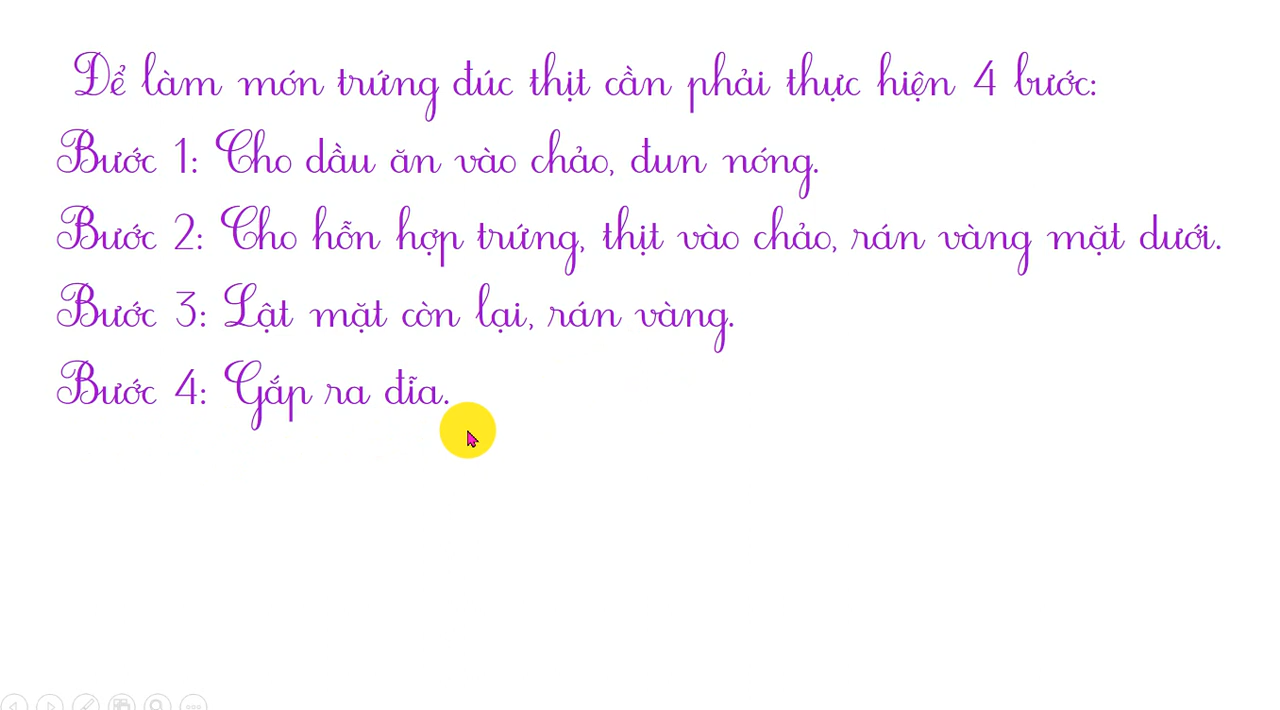 Để làm món trứng đúc thịt cần phải thực hiện 4 bước:
Bước 1: Cho dầu ăn vào chảo, đun nóng.
Bước 2: Cho hỗn hợp trứng, thịt vào chảo, rán vàng mặt dưới.
Bước 3: Lật mặt còn lại, rán vàng.
Bước 4: Gắp ra đĩa.